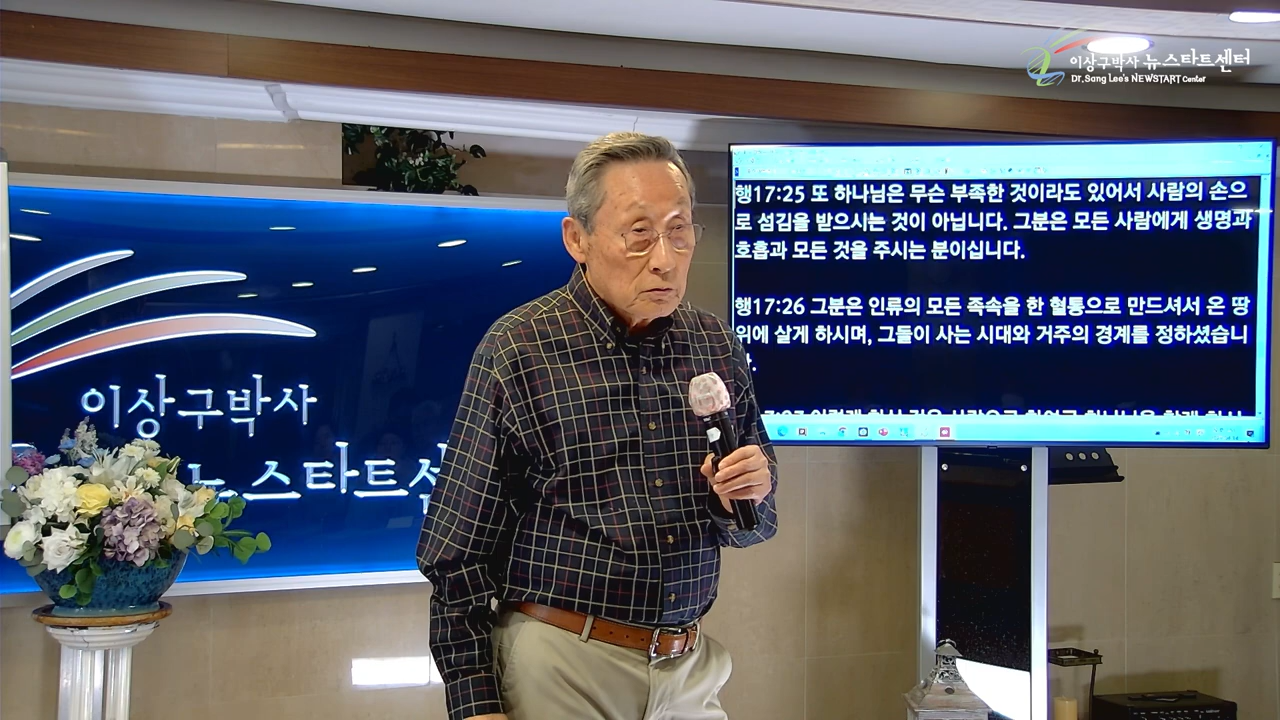 이상구박사 뉴스타트센터
Dr. Sang Lee's NEWSTART Center
행17:25 또 하나님은 무슨 부족한 것이라도 있어서 사람의 손으
로 섬김을 받으시는 것이 아닙니다. 그분은 모든 사람에게 생명과
호흡과 모든 것을 주시는 분이십니다.
행17:26 그분은 인류의 모든 족속을 한 혈통으로 만드셔서 온 땅
위에 살게 하시며, 그들이 사는 시대와 거주의 경계를 정하셨습니
이상구박사
뉴스타트센